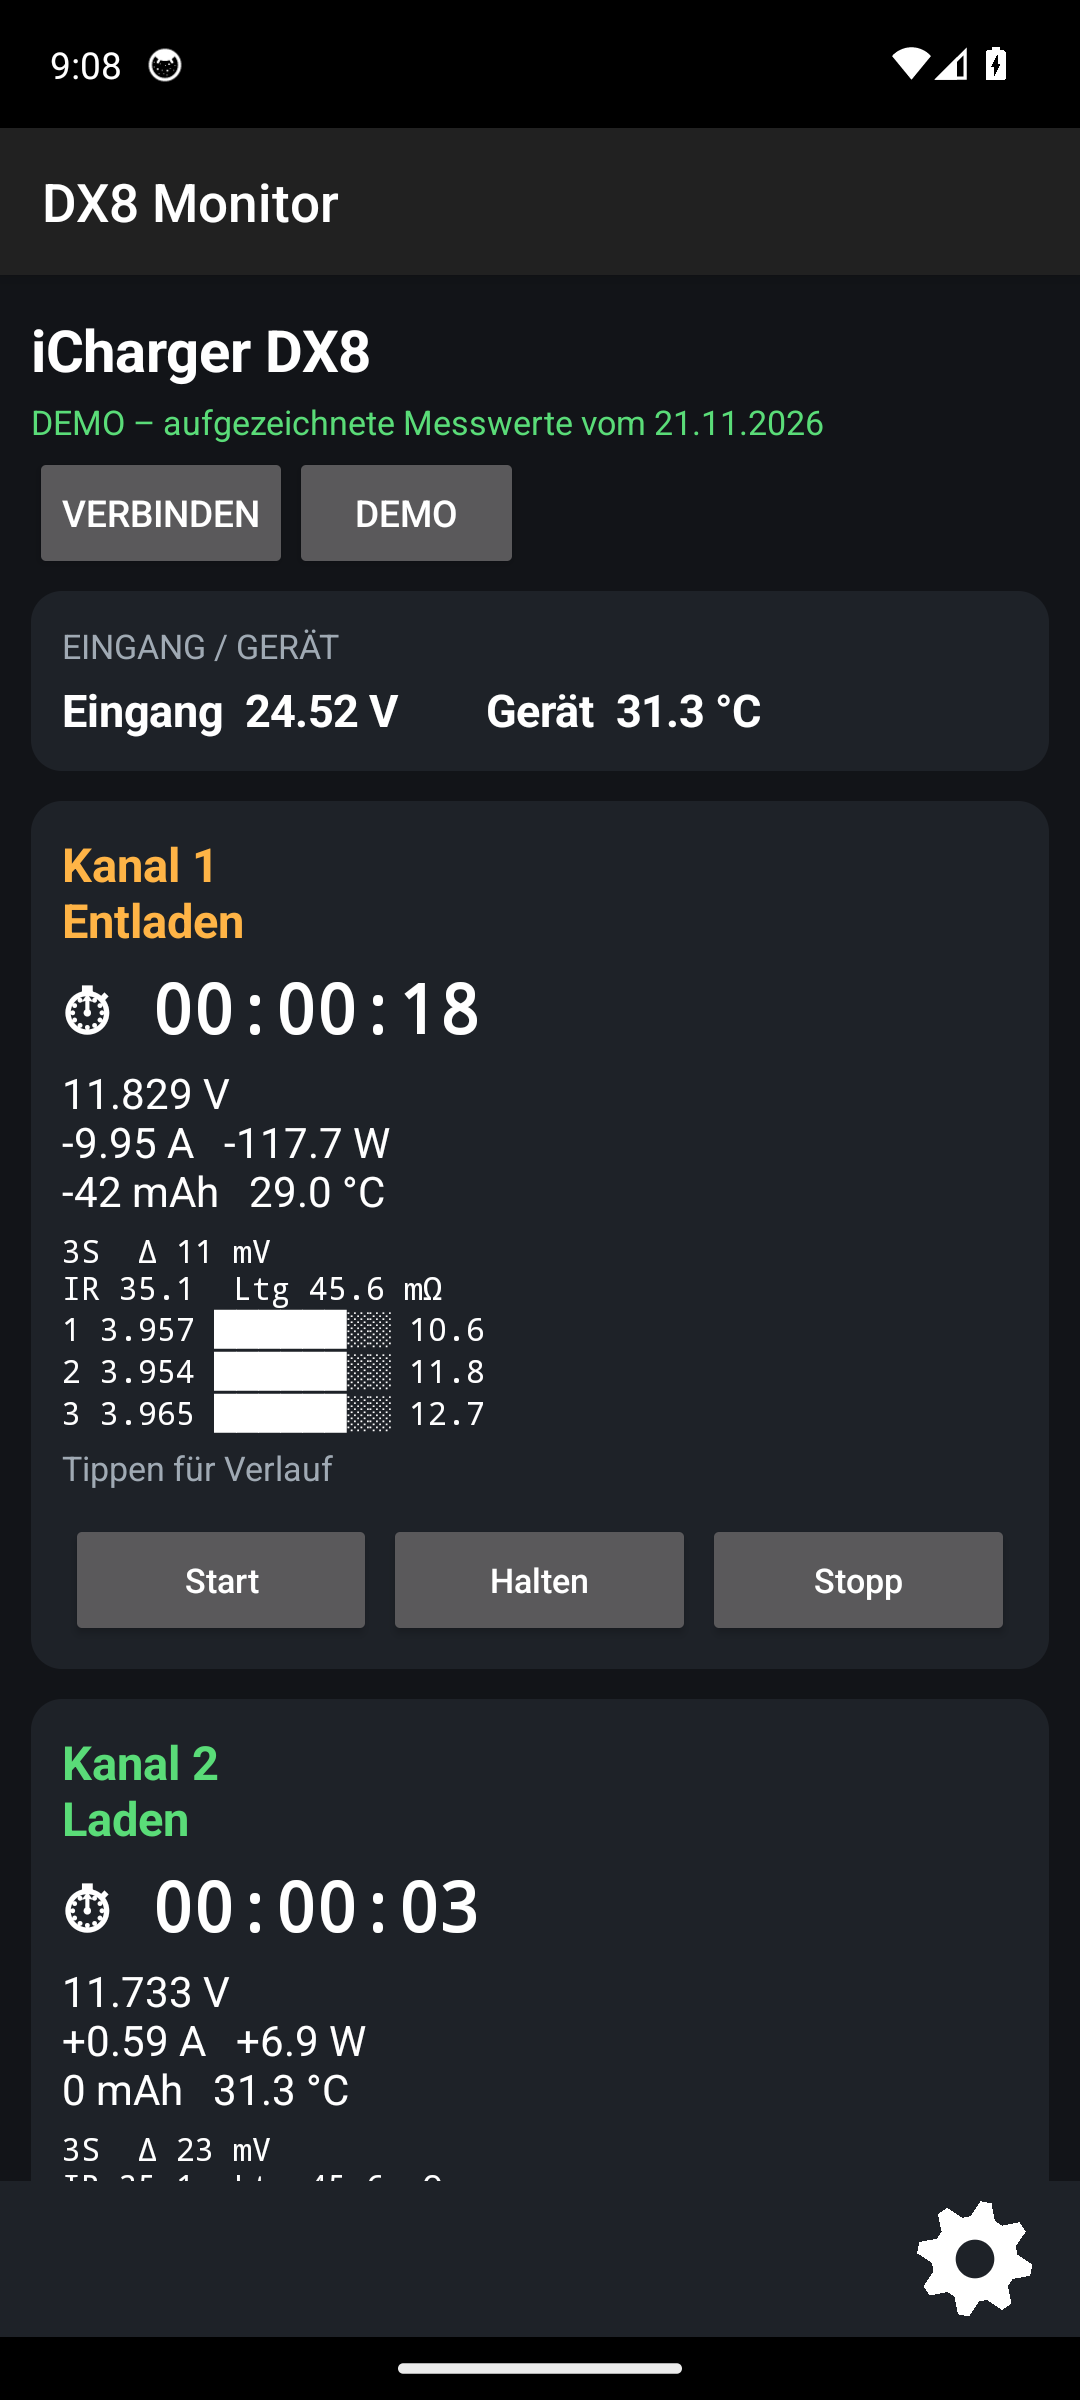 9:08
DX8 Monitor
iCharger DX8
DEMO – aufgezeichnete Messwerte vom 21.11.2026
VERBINDEN DEMO
EINGANG / GERÄT
Eingang 24.52 V Gerät 31.3 °C
Kanal 1
Entladen
⏱ 00:00:18
11.829 V
-9.95 A -117.7 W
-42 mAh 29.0 °C
3S Δ 11 mV
IR 35.1 Ltg 45.6 mΩ
1 3.957 ██████░░ 10.6
2 3.954 ██████░░ 11.8
3 3.965 ██████░░ 12.7
Tippen für Verlauf
Start Halten Stopp
Kanal 2
Laden
⏱ 00:00:03
11.733 V
+0.59 A +6.9 W
0 mAh 31.3 °C
3S Δ 23 mV